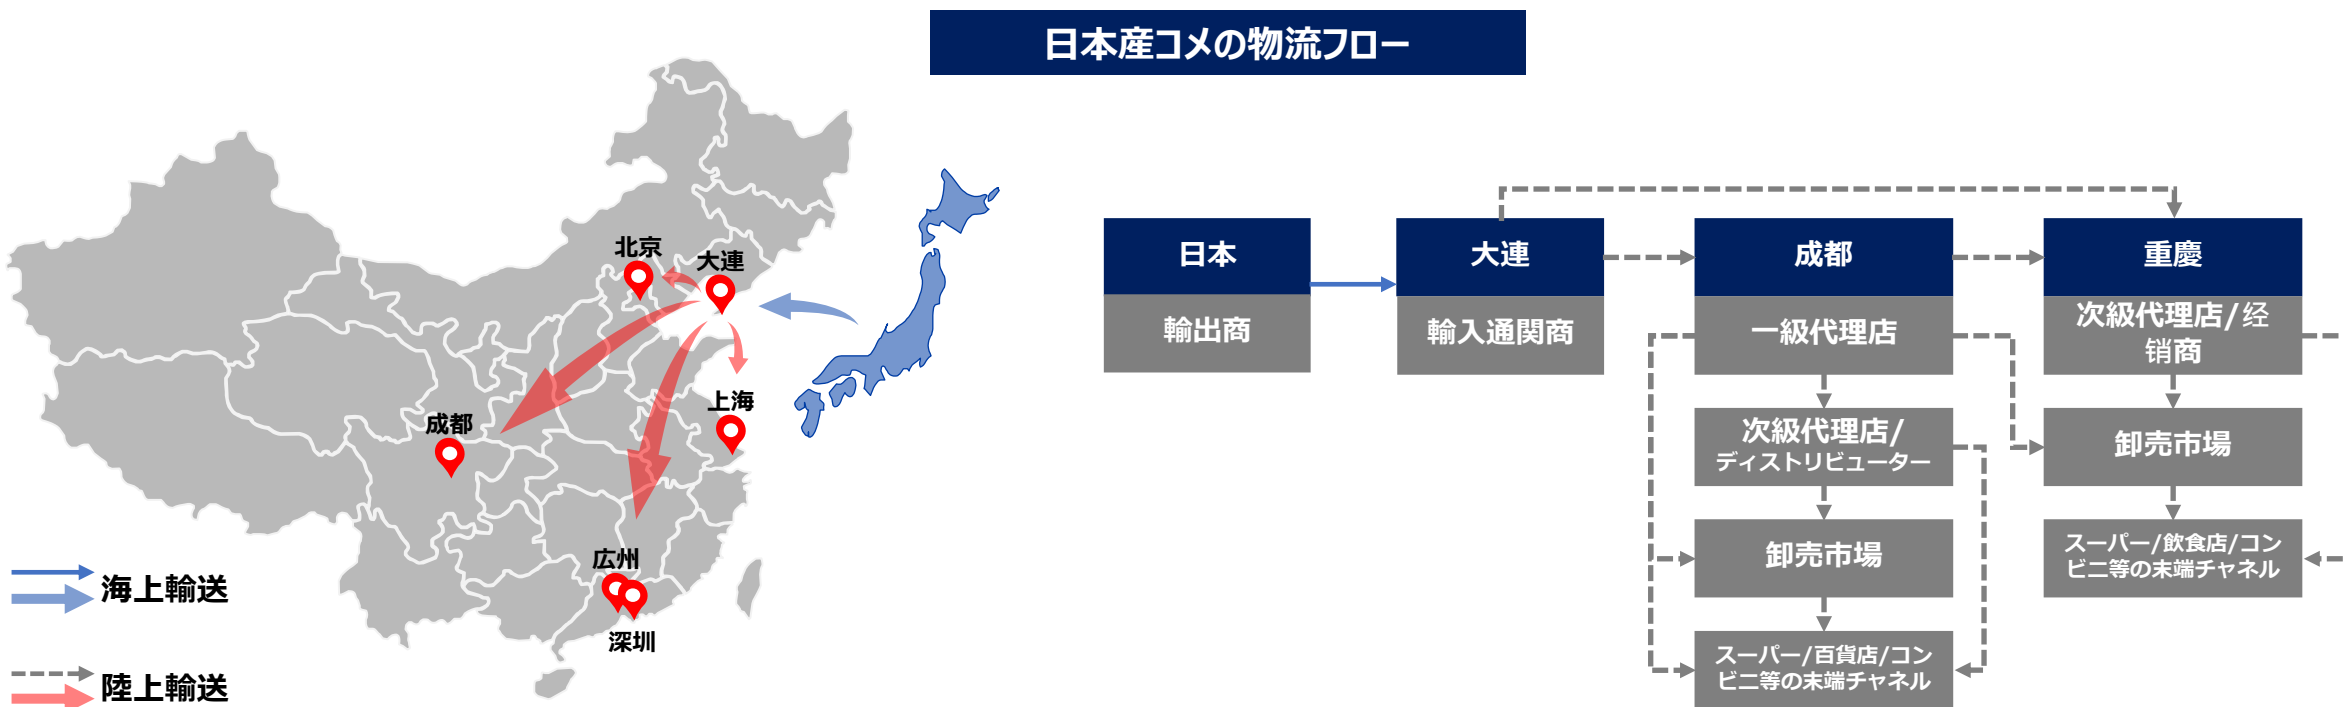 日本産コメの物流フロー
北京
大連
上海
成都
広州
深圳
海上輸送
陸上輸送
日本
輸出商
大連
輸入通関商
成都
一級代理店
次級代理店/
ディストリビューター
卸売市場
スーパー/百貨店/コン
ビニ等の末端チャネル
重慶
次級代理店/经
销商
卸売市場
スーパー/飲食店/コン
ビニ等の末端チャネル